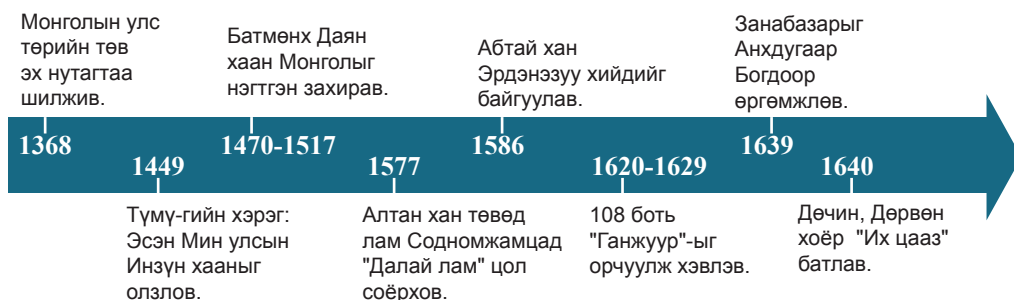 Монголын улс
төрийн төв
эх нутагтаа
шилжив.
Батмөнх Даян
хаан Монголыг
нэгтгэн захирав.
Абтай хан
Эрдэнэзуу хийдийг
байгуулав.
Занабазарыг
Анхдугаар
Богдоор
өргөмжлөв.
1368
1449
1470-1517
1577
1586
1620-1629
1639
1640
Түмү-гийн хэрэг:
Эсэн Мин улсын
Инзүн хааныг
олзлов.
Алтан хан төвөд
лам Содномжамцад
"Далай лам" цол
соёрхов.
108 боть
"Ганжуур"-ыг
орчуулж хэвлэв.
Дөчин, Дөрвөн
хоёр "Их цааз"
батлав.